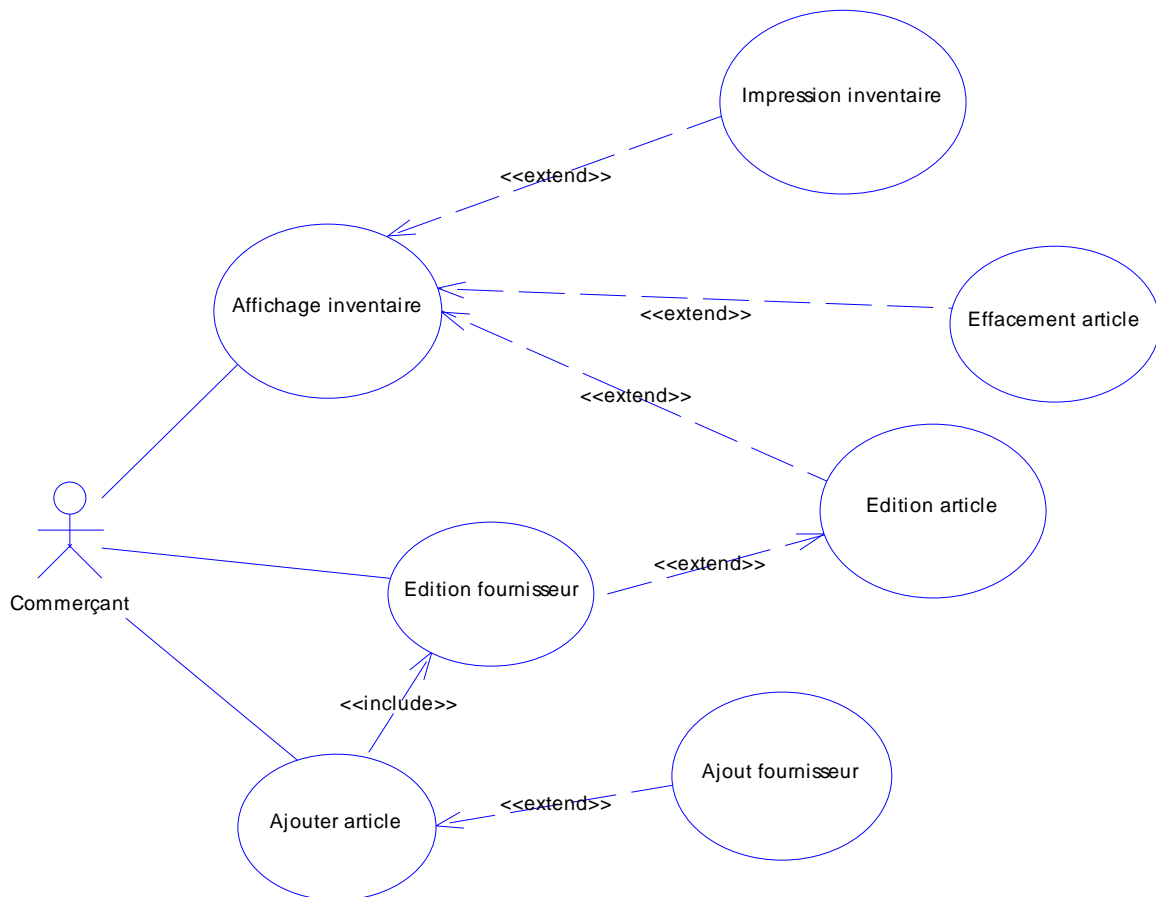 Impression inventaire
<<extend>>
Affichage inventaire
<<extend>>
Effacement article
<<extend>>
Edition article
<<extend>>
Edition fournisseur
Commerçant
<<include>>
Ajout fournisseur
<<extend>>
Ajouter article